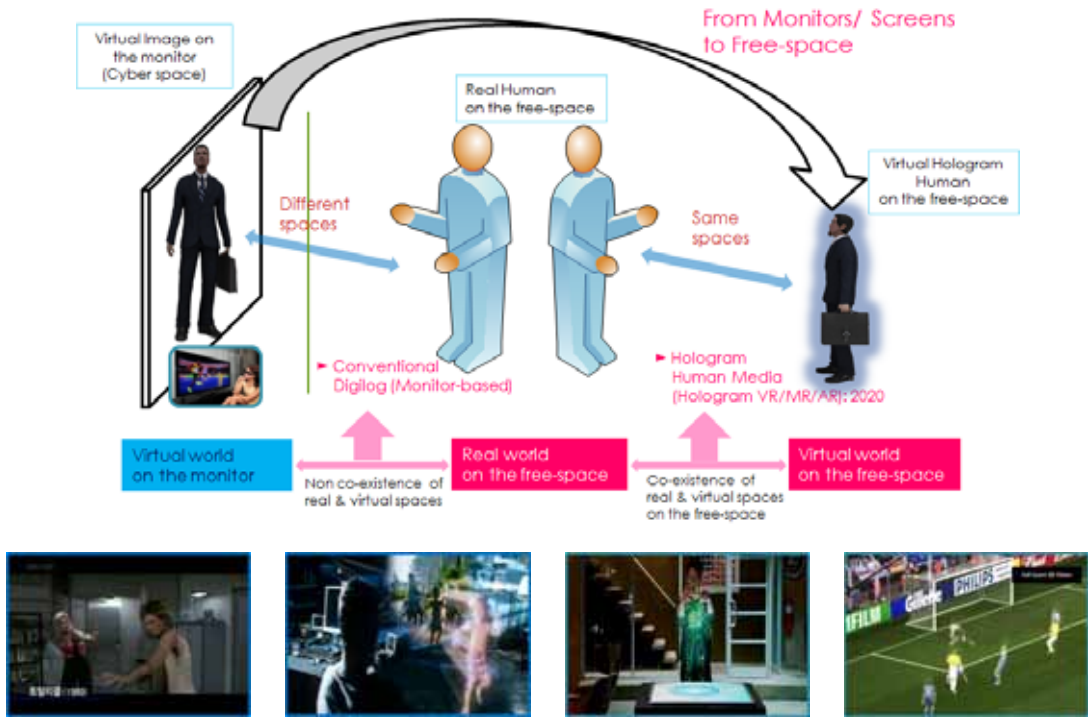 From Monitors/ Screens
to Free-space
Virtual Image on
the monitor
(Cyber space)
Real Human
on the free-space
Virtual Hologram
Human
on the free-space
Different
spaces
Same
spaces
► Conventional
Digilog (Monitor-based)
► Hologram
Human Media
(Hologram VR/MR/AR): 2020
Virtual world
on the monitor
Real world
on the free-space
Virtual world
on the free-space
Non co-existence of
real & virtual spaces
Co-existence of
real & virtual spaces
on the free-space
FILM
Gillette
PHILIPS